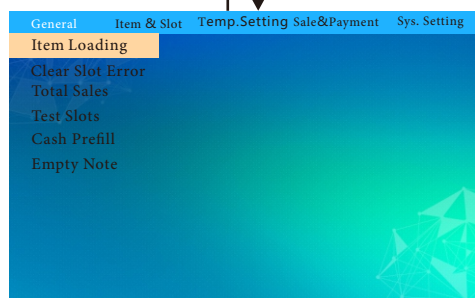 General Item & Slot Temp.Setting Sale&Payment Sys. Setting
Item Loading
Clear Slot Error
Total Sales
Test Slots
Cash Prefill
Empty Note